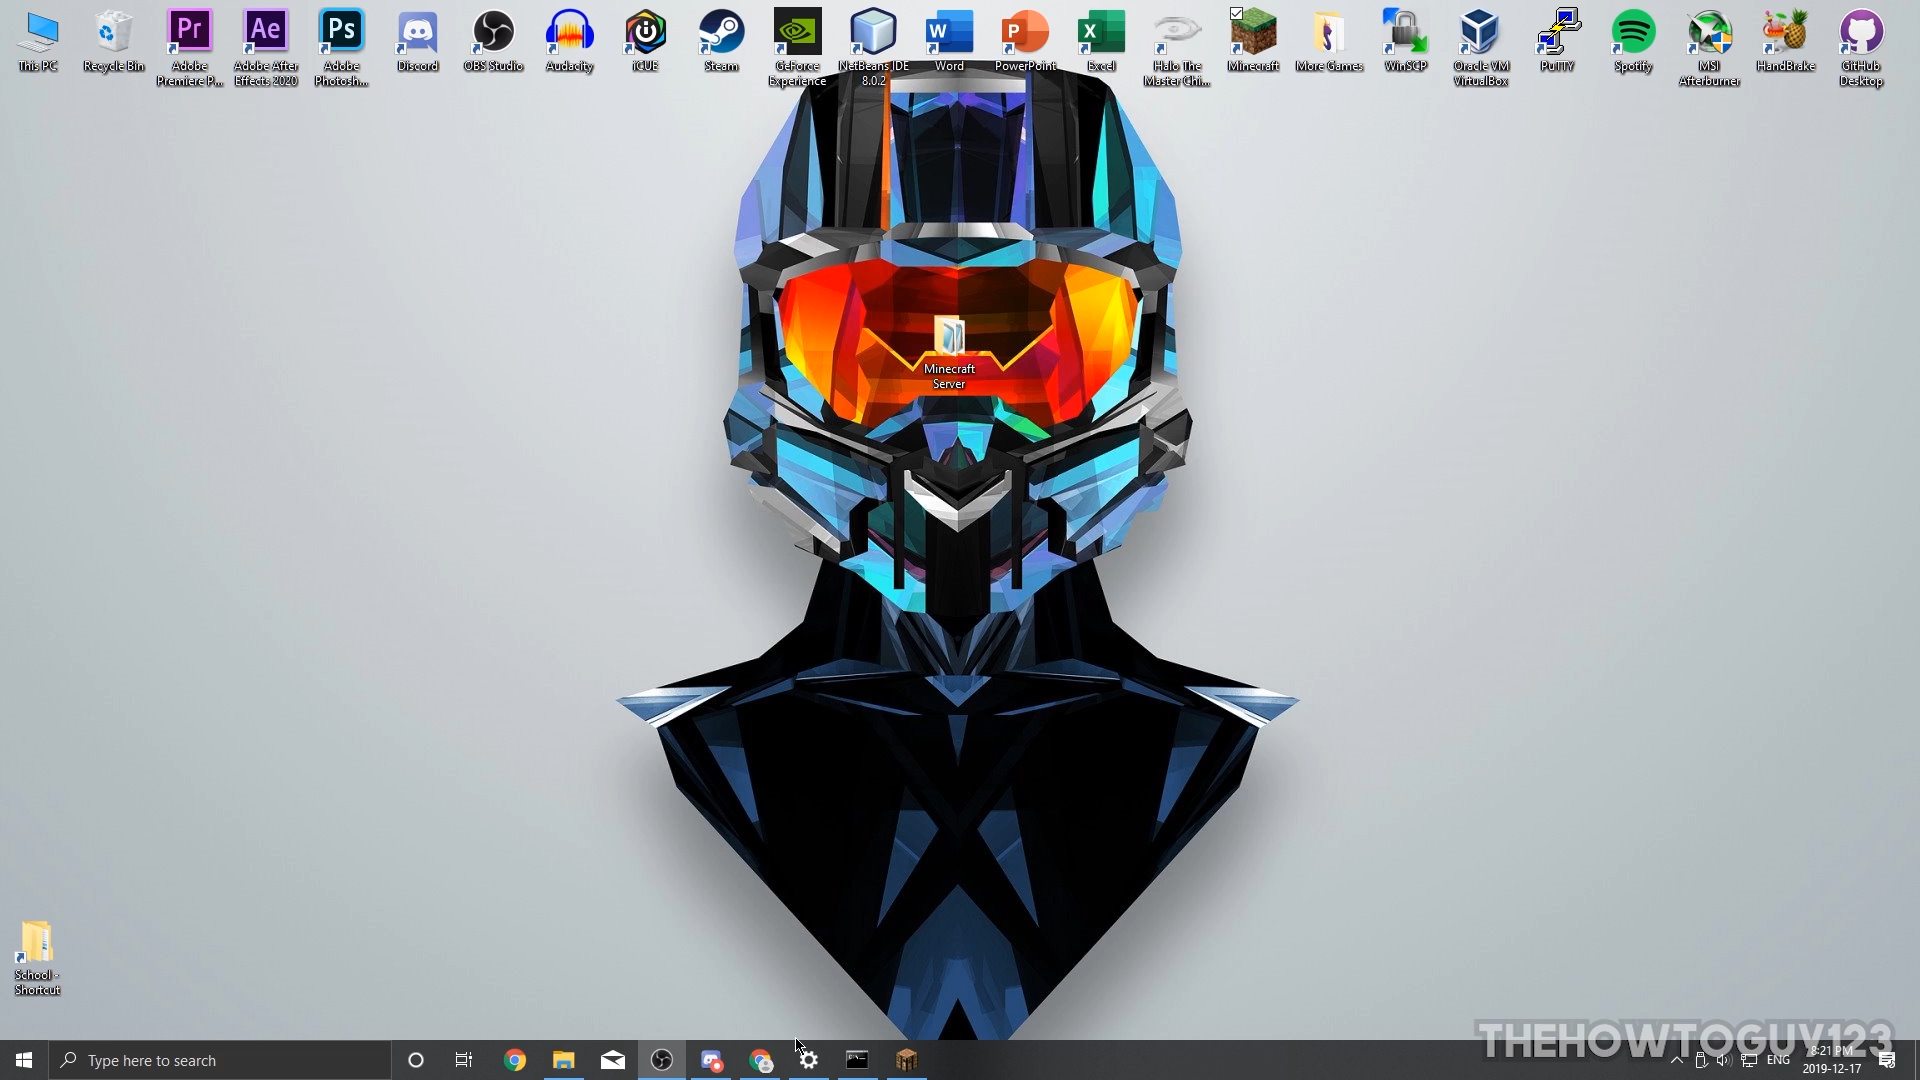 This PC
Recycle Bin
Pr
Adobe
Premiere P...
Ae
Adobe After
Effects 2020
Ps
Adobe
Photosh...
Discord
OBS Studio
Audacity
iCUE
Steam
GeForce
Experience
NetBeans IDE
8.0.2
W
Word
P
PowerPoint
X
Excel
Halo The
Master Chi...
Minecraft
More Games
WinSCP
Oracle VM
VirtualBox
PuTTY
Spotify
MSI
Afterburner
HandBrake
GitHub
Desktop
Minecraft
Server
School -
Shortcut
THEHOWTOGUY123
Type here to search
ENG
8:21 PM
2019-12-17